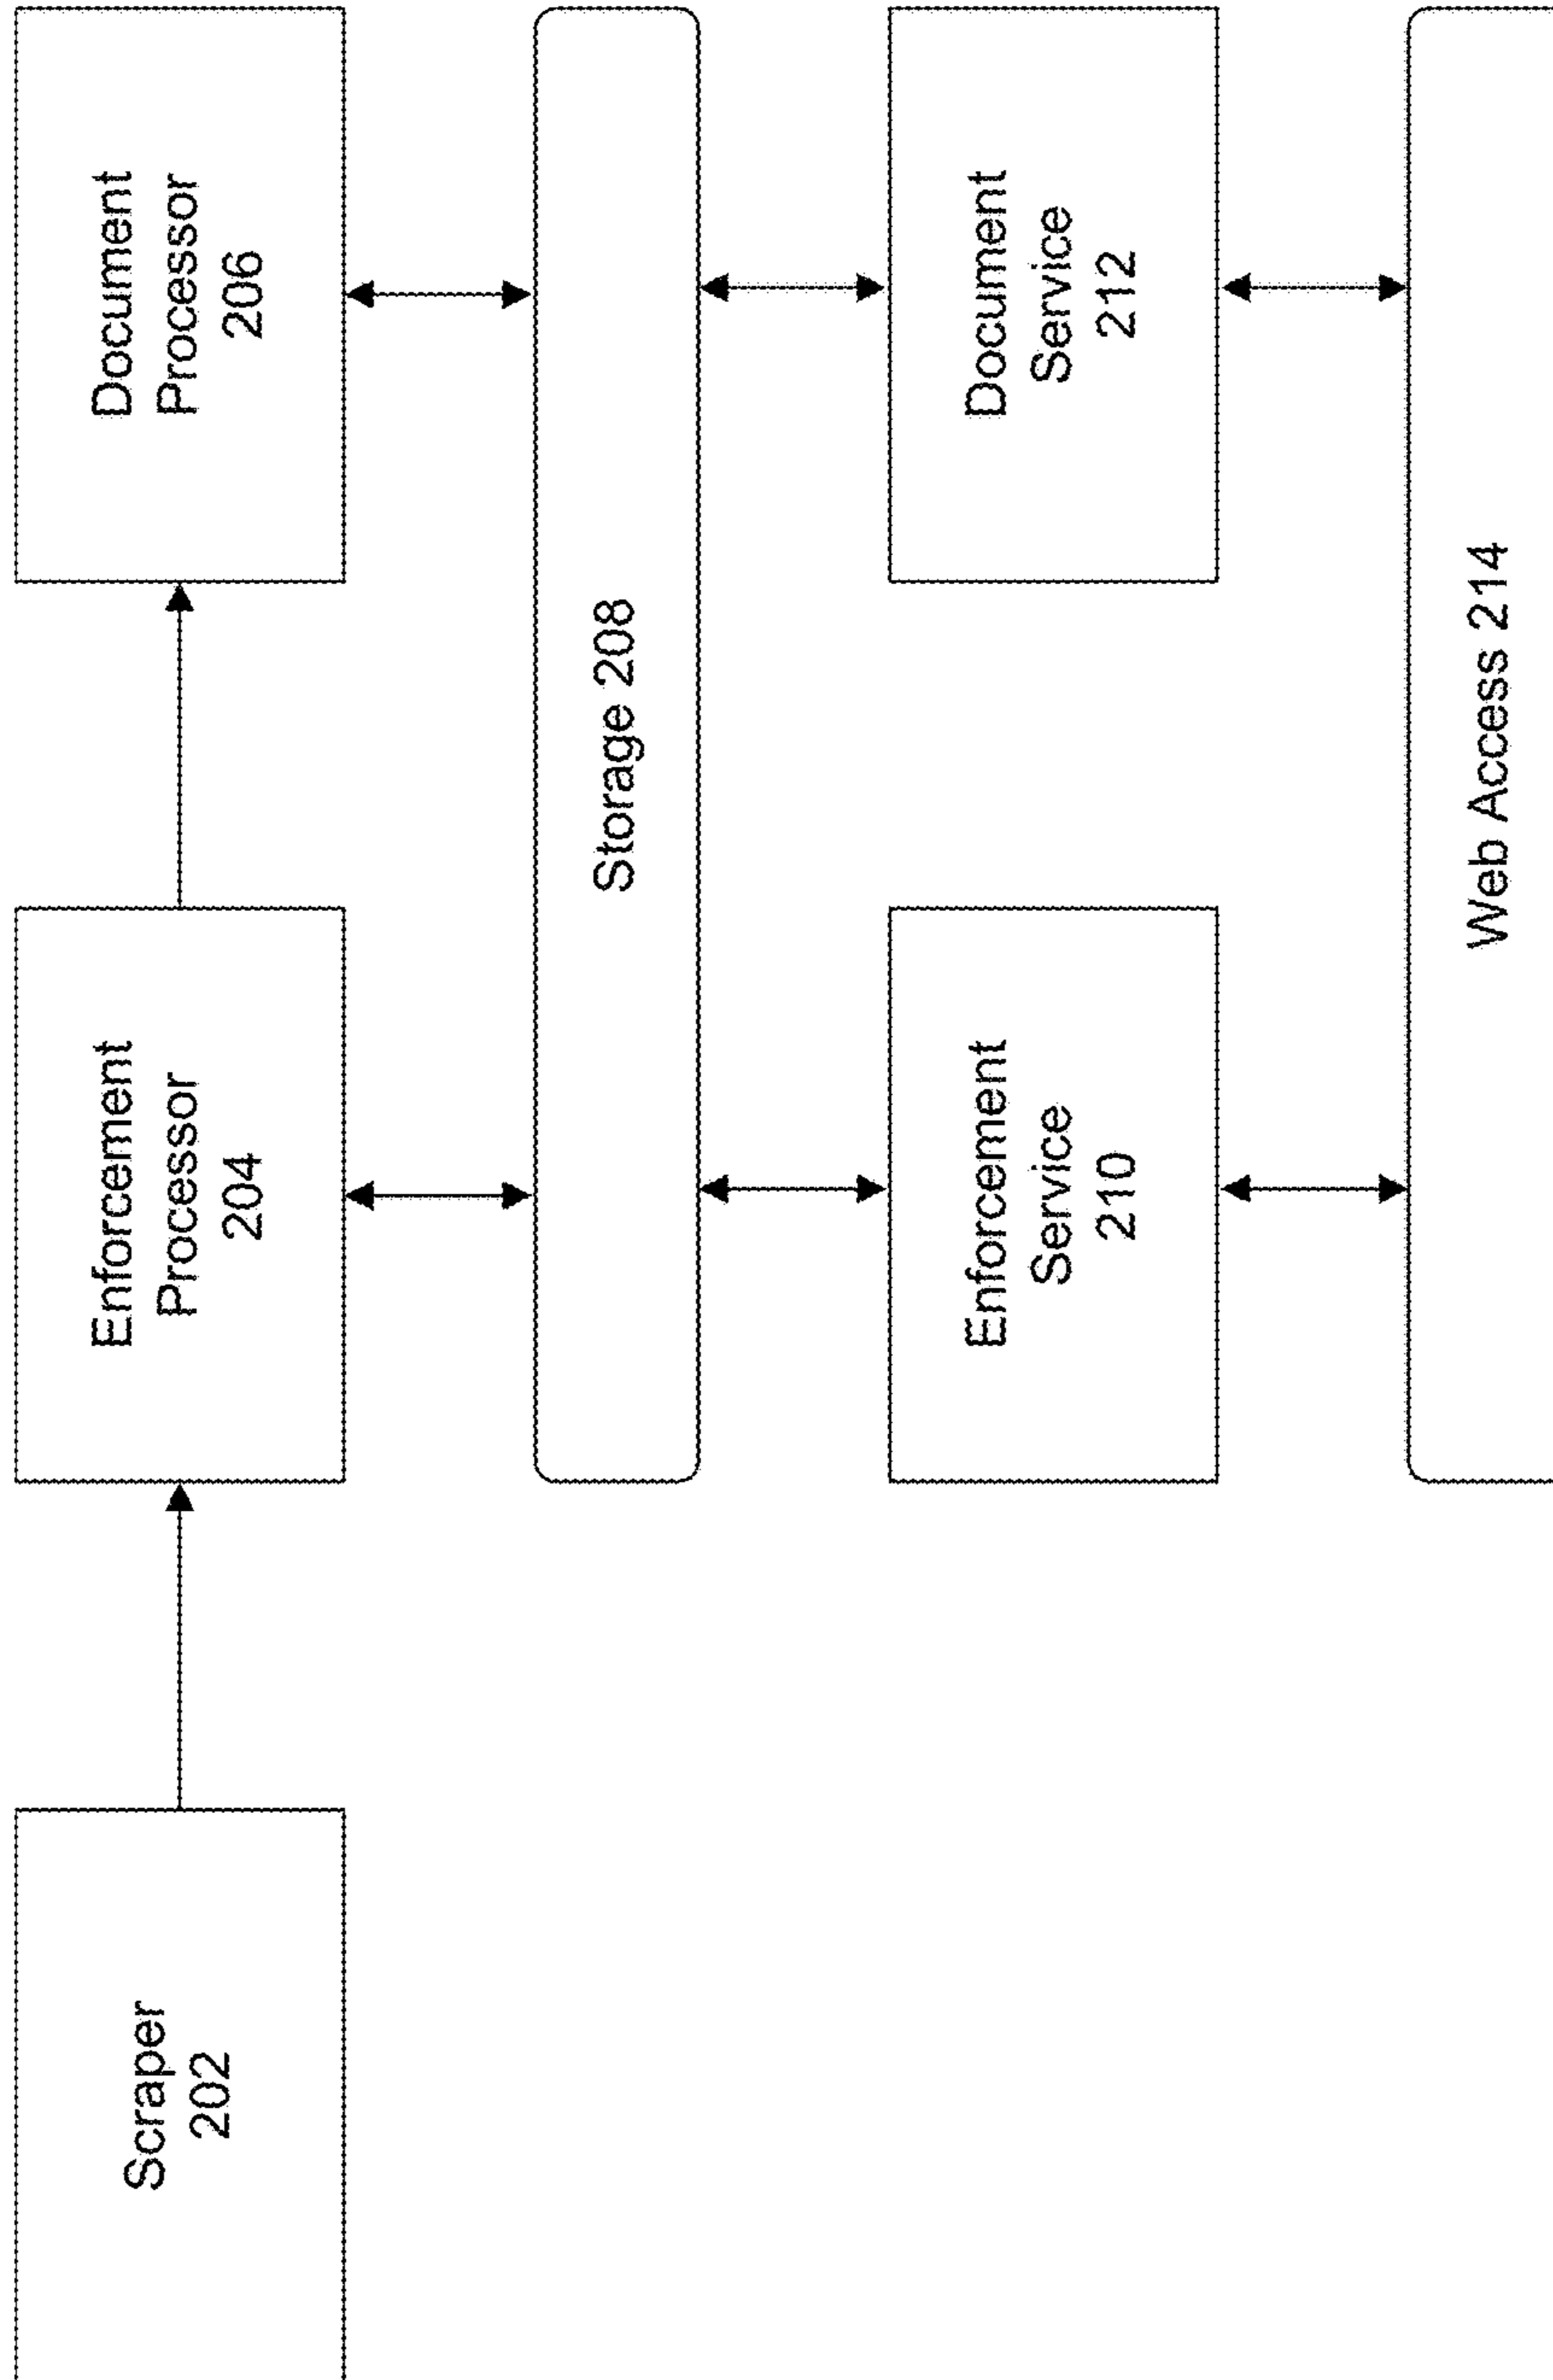 Scraper
202
Enforcement
Processor
204
Document
Processor
206
Storage 208
Enforcement
Service
210
Document
Service
212
Web Access 214